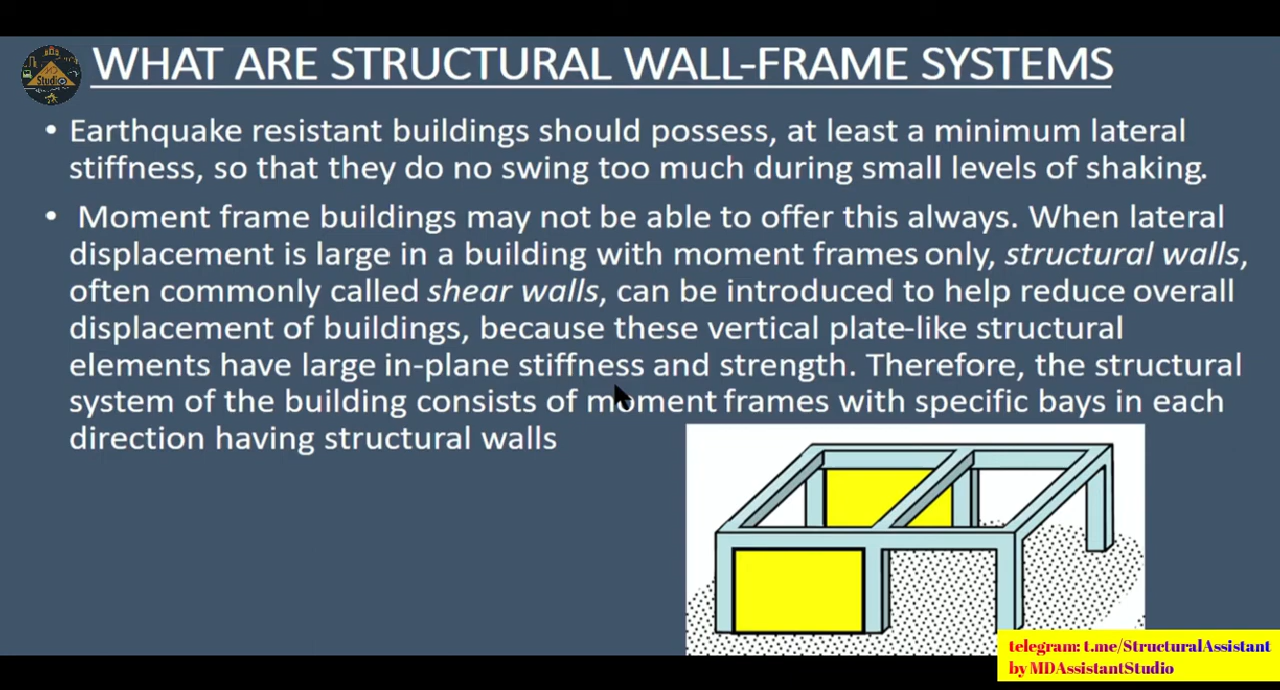 WHAT ARE STRUCTURAL WALL-FRAME SYSTEMS
Studio
• Earthquake resistant buildings should possess, at least a minimum lateral
stiffness, so that they do no swing too much during small levels of shaking.
• Moment frame buildings may not be able to offer this always. When lateral
displacement is large in a building with moment frames only, structural walls,
often commonly called shear walls, can be introduced to help reduce overall
displacement of buildings, because these vertical plate-like structural
elements have large in-plane stiffness and strength. Therefore, the structural
system of the building consists of moment frames with specific bays in each
direction having structural walls
telegram: t.me/StructuralAssistant
by MDAssistantStudio